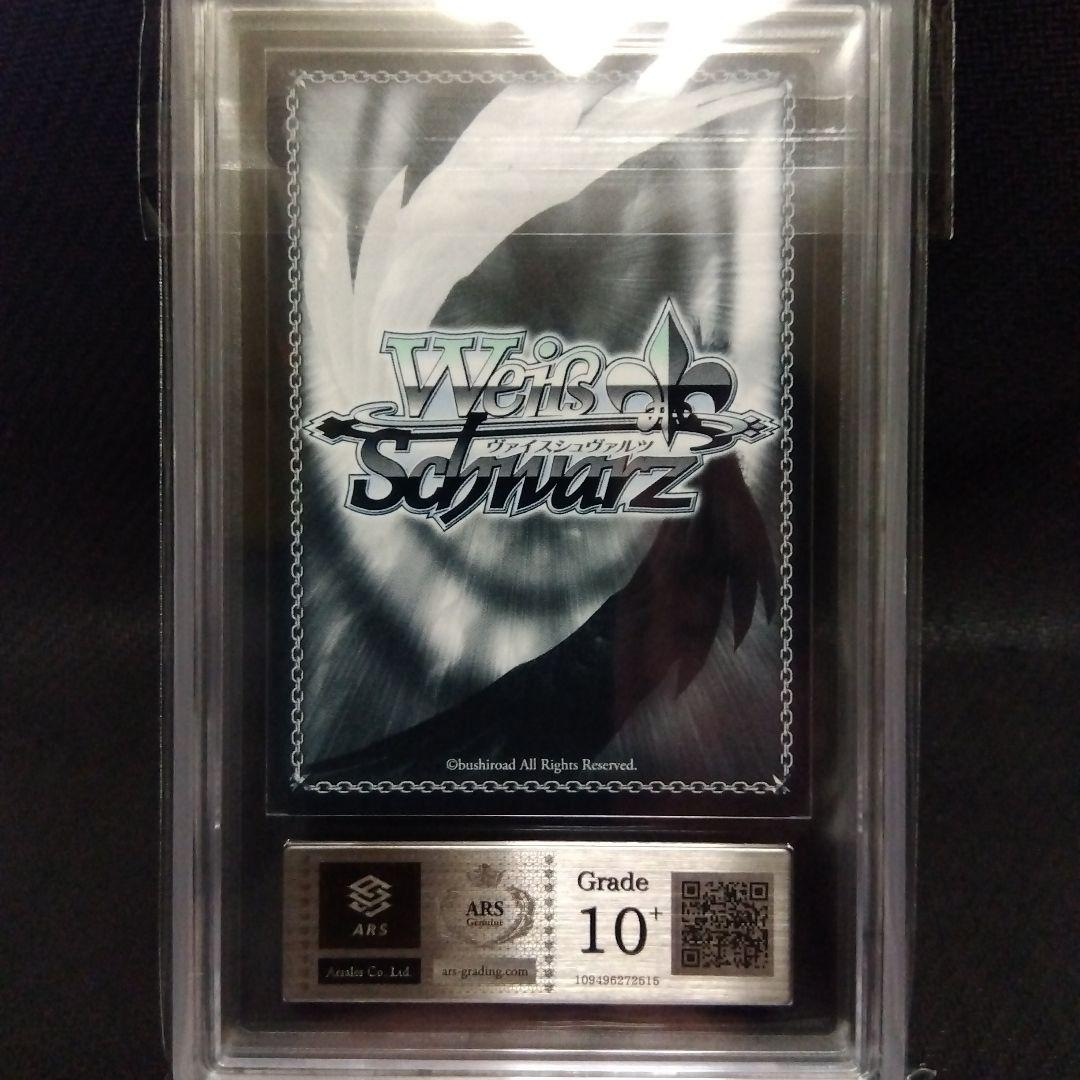 Weiß
ヴァイスシュヴァルツ
Schwarz
©bushiroad All Rights Reserved.
ARS
Arsales Co. Ltd.
ARS
Genuine
ars-grading.com
Grade
10+
109496272515